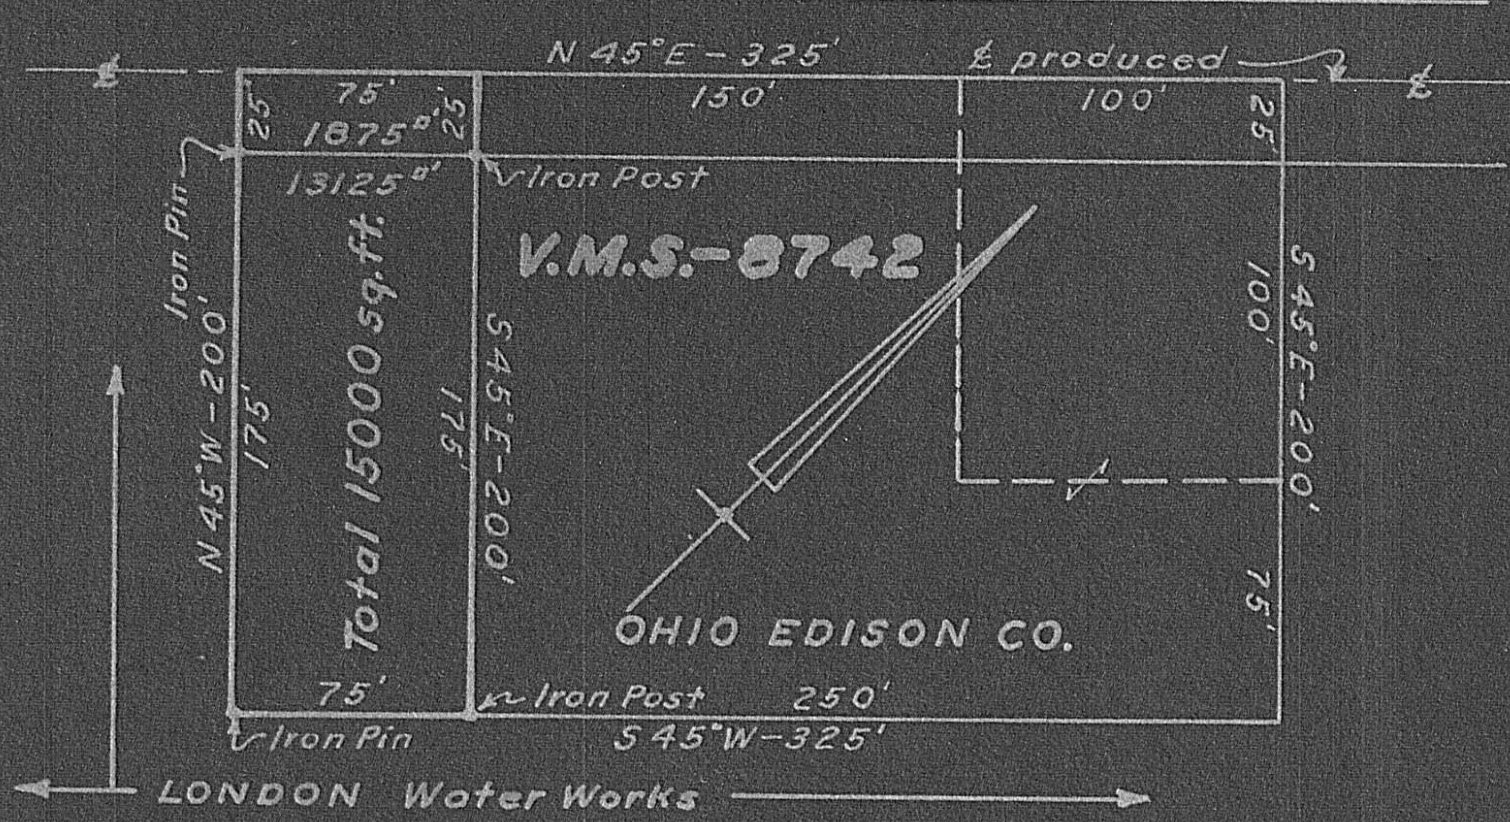 N 45°E - 325'
℄ produced
℄
℄
75'
150'
100'
25'
25'
25'
1875□'
13125□'
Iron Pin
Iron Post
V.M.S.-8742
N 45°W - 200'
175'
Total 15000 sq.ft.
175'
S 45°E - 200'
100'
S 45°E - 200'
75'
OHIO EDISON CO.
75'
Iron Post
250'
Iron Pin
S 45°W - 325'
LONDON Water Works